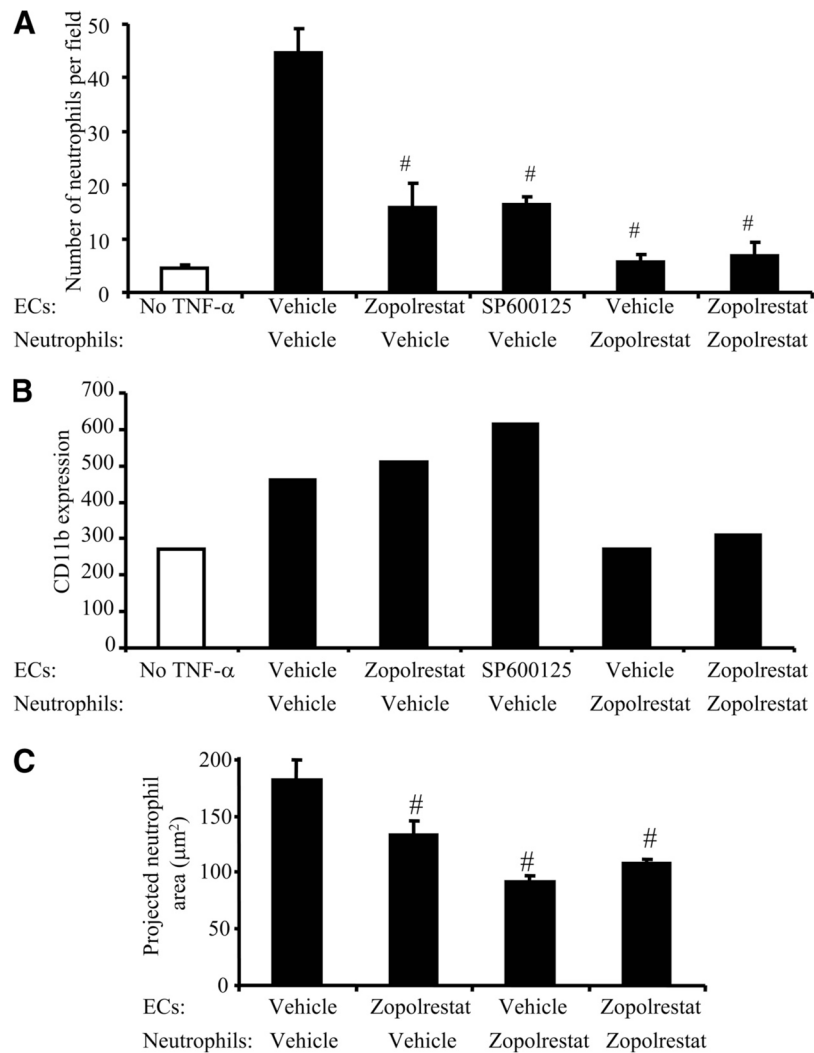 A
Number of neutrophils per field
50
40
30
20
10
0
# # # #
ECs: No TNF-α Vehicle Zopolrestat SP600125 Vehicle Zopolrestat
Neutrophils: Vehicle Vehicle Vehicle Zopolrestat Zopolrestat
B
CD11b expression
700
600
500
400
300
200
100
0
ECs: No TNF-α Vehicle Zopolrestat SP600125 Vehicle Zopolrestat
Neutrophils: Vehicle Vehicle Vehicle Zopolrestat Zopolrestat
C
Projected neutrophil
area (μm²)
200
150
100
50
0
# # #
ECs: Vehicle Zopolrestat Vehicle Zopolrestat
Neutrophils: Vehicle Vehicle Zopolrestat Zopolrestat